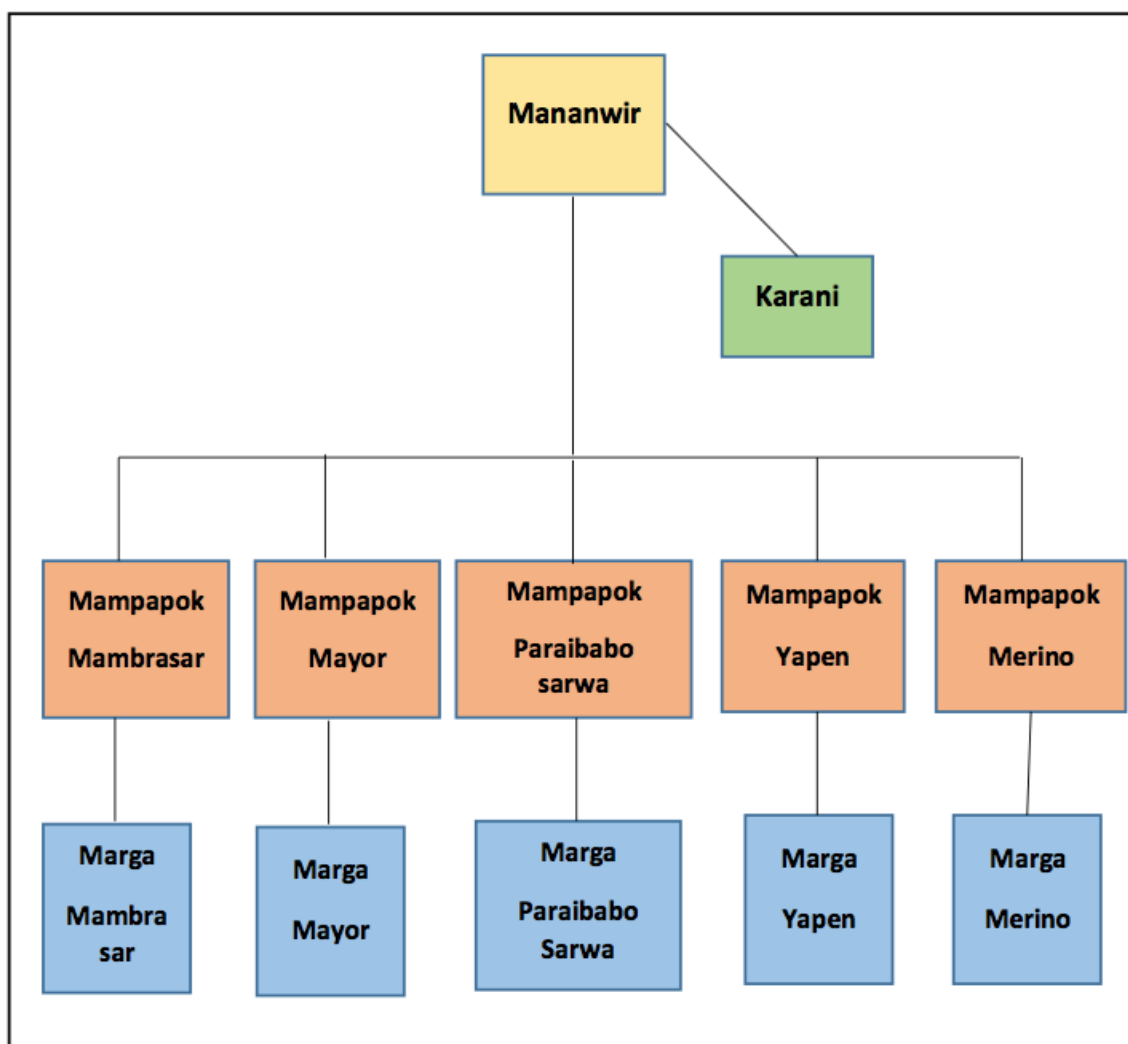 Mananwir
Karani
Mampapok
Mambrasar
Mampapok
Mayor
Mampapok
Paraibabo
sarwa
Mampapok
Yapen
Mampapok
Merino
Marga
Mambra
sar
Marga
Mayor
Marga
Paraibabo
Sarwa
Marga
Yapen
Marga
Merino